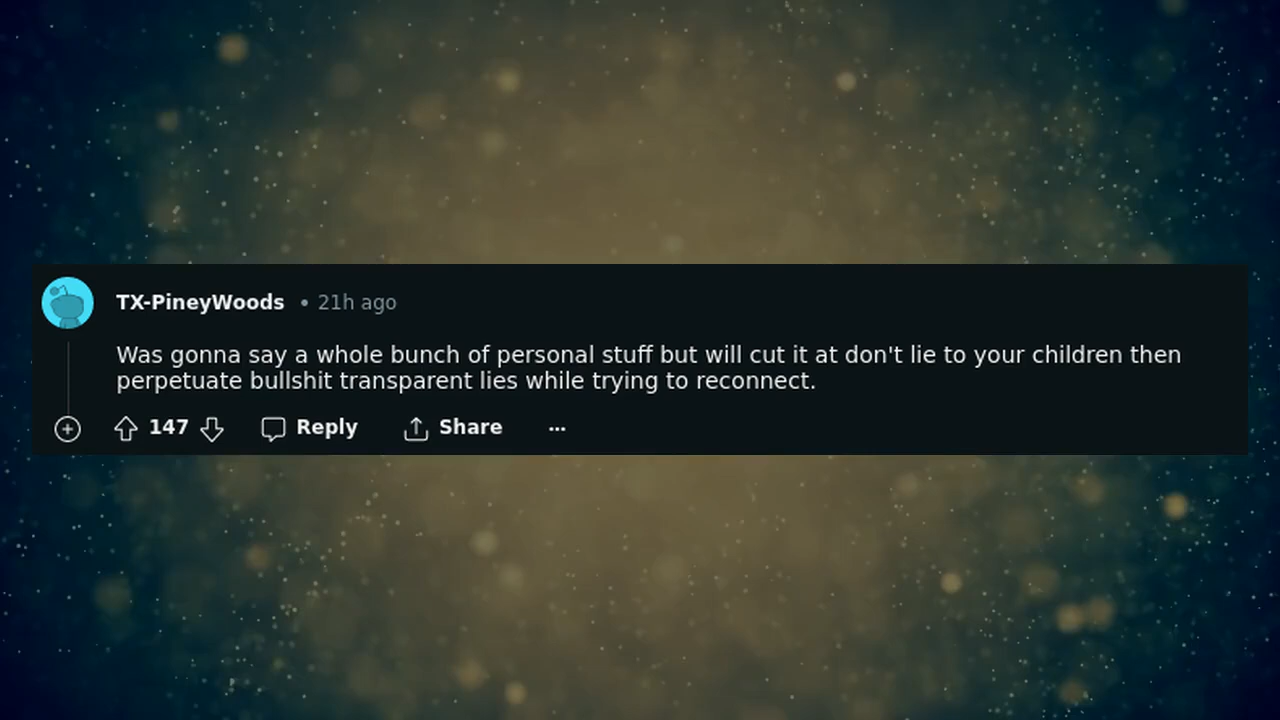 TX-PineyWoods • 21h ago
Was gonna say a whole bunch of personal stuff but will cut it at don't lie to your children then
perpetuate bullshit transparent lies while trying to reconnect.
147 Reply Share ...